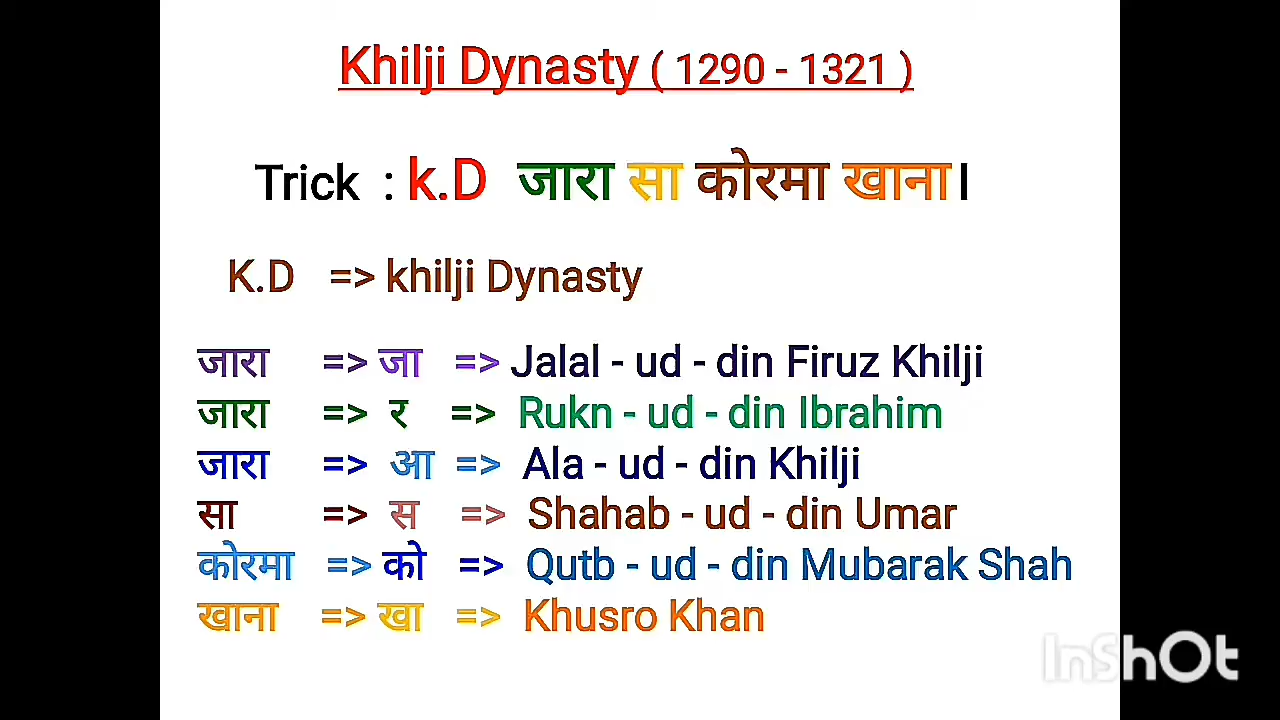 Khilji Dynasty ( 1290 - 1321 )
Trick : k.D जारा सा कोरमा खाना।
K.D => khilji Dynasty
जारा => जा => Jalal - ud - din Firuz Khilji
जारा => र => Rukn - ud - din Ibrahim
जारा => आ => Ala - ud - din Khilji
सा => स => Shahab - ud - din Umar
कोरमा => को => Qutb - ud - din Mubarak Shah
खाना => खा => Khusro Khan
InShOt